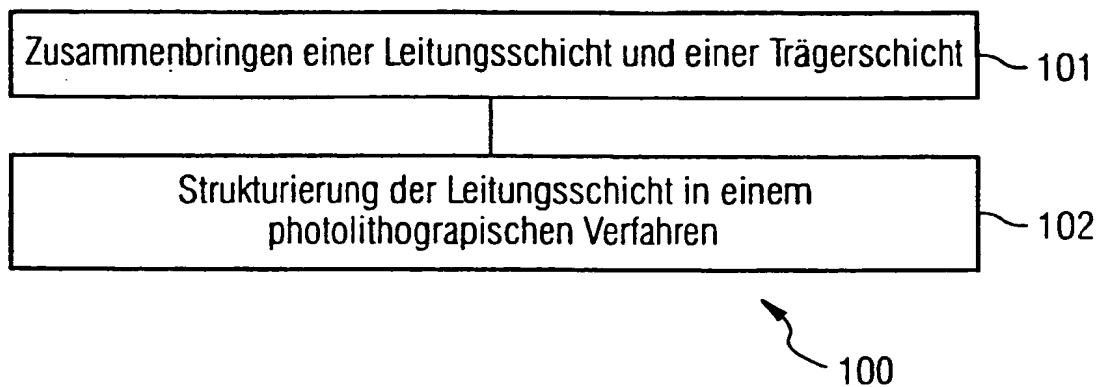 Zusammenbringen einer Leitungsschicht und einer Trägerschicht
101
Strukturierung der Leitungsschicht in einem
photolithograpischen Verfahren
102
100